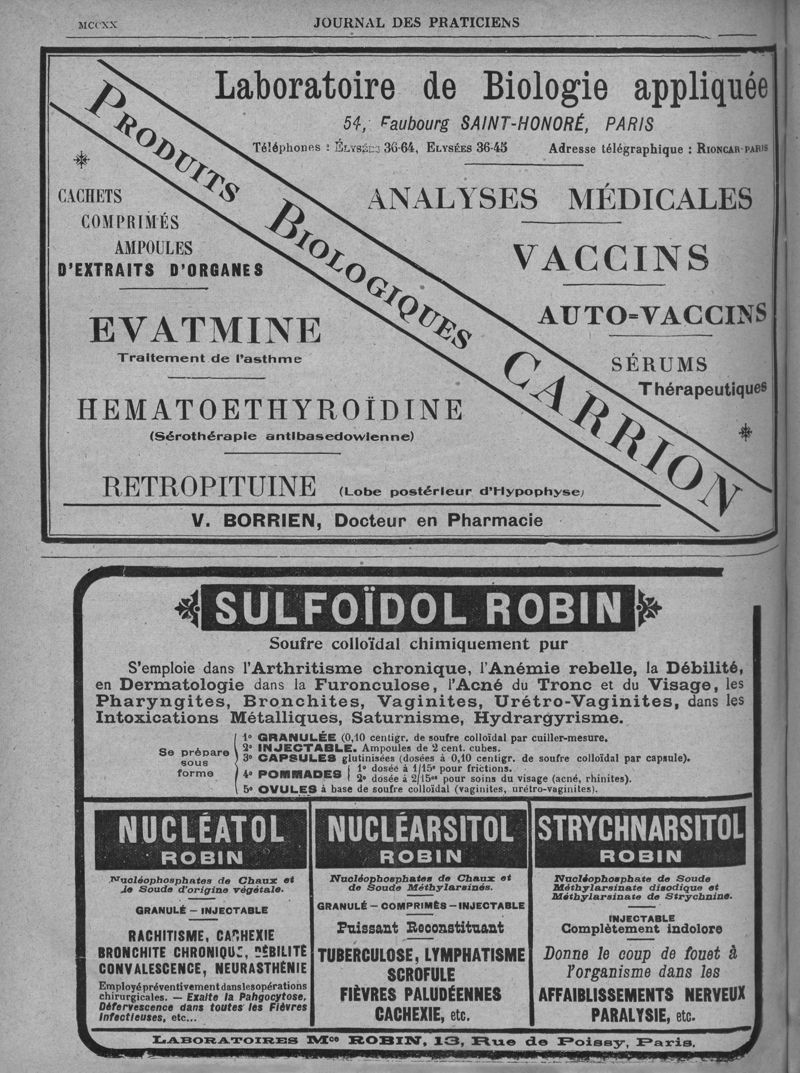 MCCXX
JOURNAL DES PRATICIENS
Laboratoire de Biologie appliquée
54, Faubourg SAINT-HONORÉ, PARIS
Téléphones : ÉLYSÉES 36-64, ELYSÉES 36-45 Adresse télégraphique : RIONCAR-PARIS
PRODUITS BIOLOGIQUES CARRION
CACHETS
COMPRIMÉS
AMPOULES
D'EXTRAITS D'ORGANES
ANALYSES MÉDICALES
VACCINS
AUTO=VACCINS
SÉRUMS
Thérapeutiques
EVATMINE
Traitement de l'asthme
HEMATOETHYROÏDINE
(Sérothérapie antibasedowienne)
RETROPITUINE (Lobe postérieur d'Hypophyse)
V. BORRIEN, Docteur en Pharmacie
SULFOÏDOL ROBIN
Soufre colloïdal chimiquement pur
S'emploie dans l'Arthritisme chronique, l'Anémie rebelle, la Débilité,
en Dermatologie dans la Furonculose, l'Acné du Tronc et du Visage, les
Pharyngites, Bronchites, Vaginites, Urétro-Vaginites, dans les
Intoxications Métalliques, Saturnisme, Hydrargyrisme.
Se prépare
sous
forme
1º GRANULÉE (0,10 centigr. de soufre colloïdal par cuiller-mesure.
2º INJECTABLE. Ampoules de 2 cent. cubes.
3º CAPSULES glutinisées (dosées à 0,10 centigr. de soufre colloïdal par capsule).
4º POMMADES
1º dosée à 1/15e pour frictions.
2º dosée à 2/15es pour soins du visage (acné, rhinites).
5º OVULES à base de soufre colloïdal (vaginites, urétro-vaginites).
NUCLÉATOL
ROBIN
Nucléophosphates de Chaux et
de Soude d'origine végétale.
GRANULÉ – INJECTABLE
RACHITISME, CACHEXIE
BRONCHITE CHRONIQUE, DÉBILITÉ
CONVALESCENCE, NEURASTHÉNIE
Employé préventivement dans les opérations
chirurgicales. — Exalte la Pahgocytose,
Défervescence dans toutes les Fièvres
Infectieuses, etc...
NUCLÉARSITOL
ROBIN
Nucléophosphates de Chaux et
de Soude Méthylarsinés.
GRANULÉ – COMPRIMÉS – INJECTABLE
Puissant Reconstituant
TUBERCULOSE, LYMPHATISME
SCROFULE
FIÈVRES PALUDÉENNES
CACHEXIE, etc.
STRYCHNARSITOL
ROBIN
Nucléophosphate de Soude
Méthylarsinate disodique et
Méthylarsinate de Strychnine.
INJECTABLE
Complètement indolore
Donne le coup de fouet à
l'organisme dans les
AFFAIBLISSEMENTS NERVEUX
PARALYSIE, etc.
LABORATOIRES Mce ROBIN, 13, Rue de Poissy, Paris.